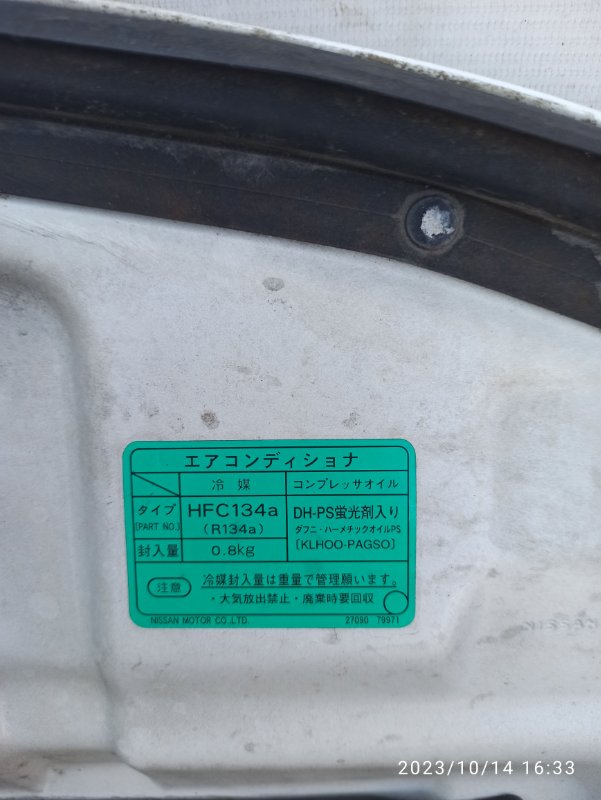 エアコンディショナ
冷媒 コンプレッサオイル
タイプ HFC134a DH-PS蛍光剤入り
[PART NO.] (R134a) ダフニ・ハーメチックオイルPS
封入量 0.8kg [KLHOO-PAGSO]
注意 冷媒封入量は重量で管理願います。
・大気放出禁止・廃棄時要回収
NISSAN MOTOR CO.,LTD. 27090 79971
2023/10/14 16:33